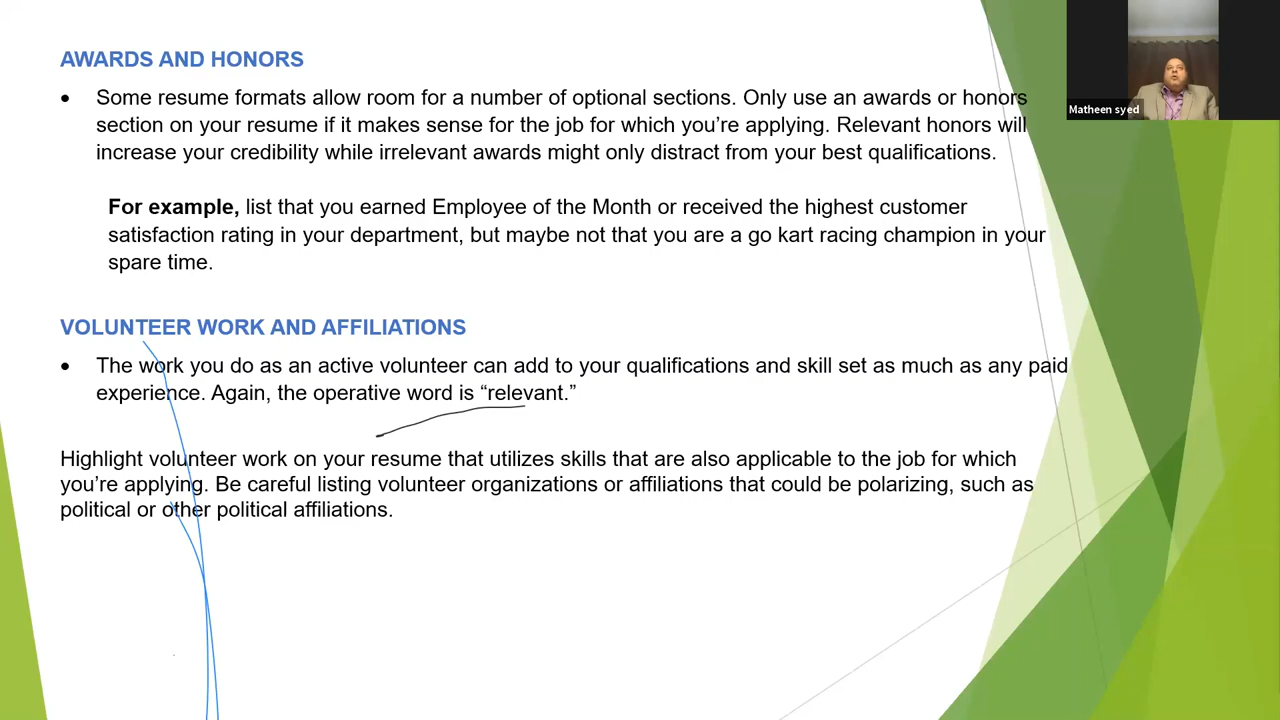 AWARDS AND HONORS
• Some resume formats allow room for a number of optional sections. Only use an awards or honors
section on your resume if it makes sense for the job for which you’re applying. Relevant honors will
increase your credibility while irrelevant awards might only distract from your best qualifications.
For example, list that you earned Employee of the Month or received the highest customer
satisfaction rating in your department, but maybe not that you are a go kart racing champion in your
spare time.
VOLUNTEER WORK AND AFFILIATIONS
• The work you do as an active volunteer can add to your qualifications and skill set as much as any paid
experience. Again, the operative word is “relevant.”
Highlight volunteer work on your resume that utilizes skills that are also applicable to the job for which
you’re applying. Be careful listing volunteer organizations or affiliations that could be polarizing, such as
political or other political affiliations.
Matheen syed